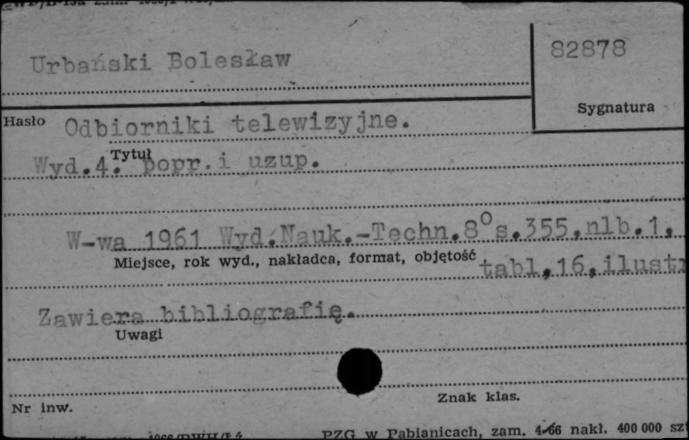 Urbański Bolesław
82878
Sygnatura
Hasło
Odbiorniki telewizyjne.
Tytuł
Wyd.4. popr.i uzup.
W-wa 1961 Wyd.Nauk.-Techn.8° s.355,nlb.1,
Miejsce, rok wyd., nakładca, format, objętość
tabl.16,ilustr
Zawiera bibliografię.
Uwagi
Znak klas.
Nr inw.
PZG w Pabianicach, zam. 4-66 nakł. 400 000 szt